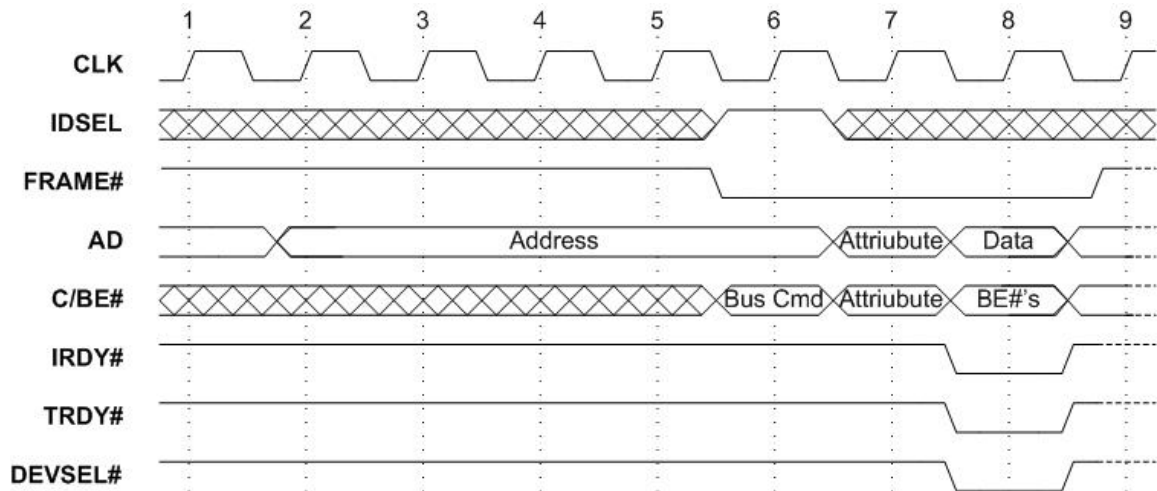 1 2 3 4 5 6 7 8 9
CLK
IDSEL
FRAME#
AD Address Attriubute Data
C/BE# Bus Cmd Attriubute BE#'s
IRDY#
TRDY#
DEVSEL#